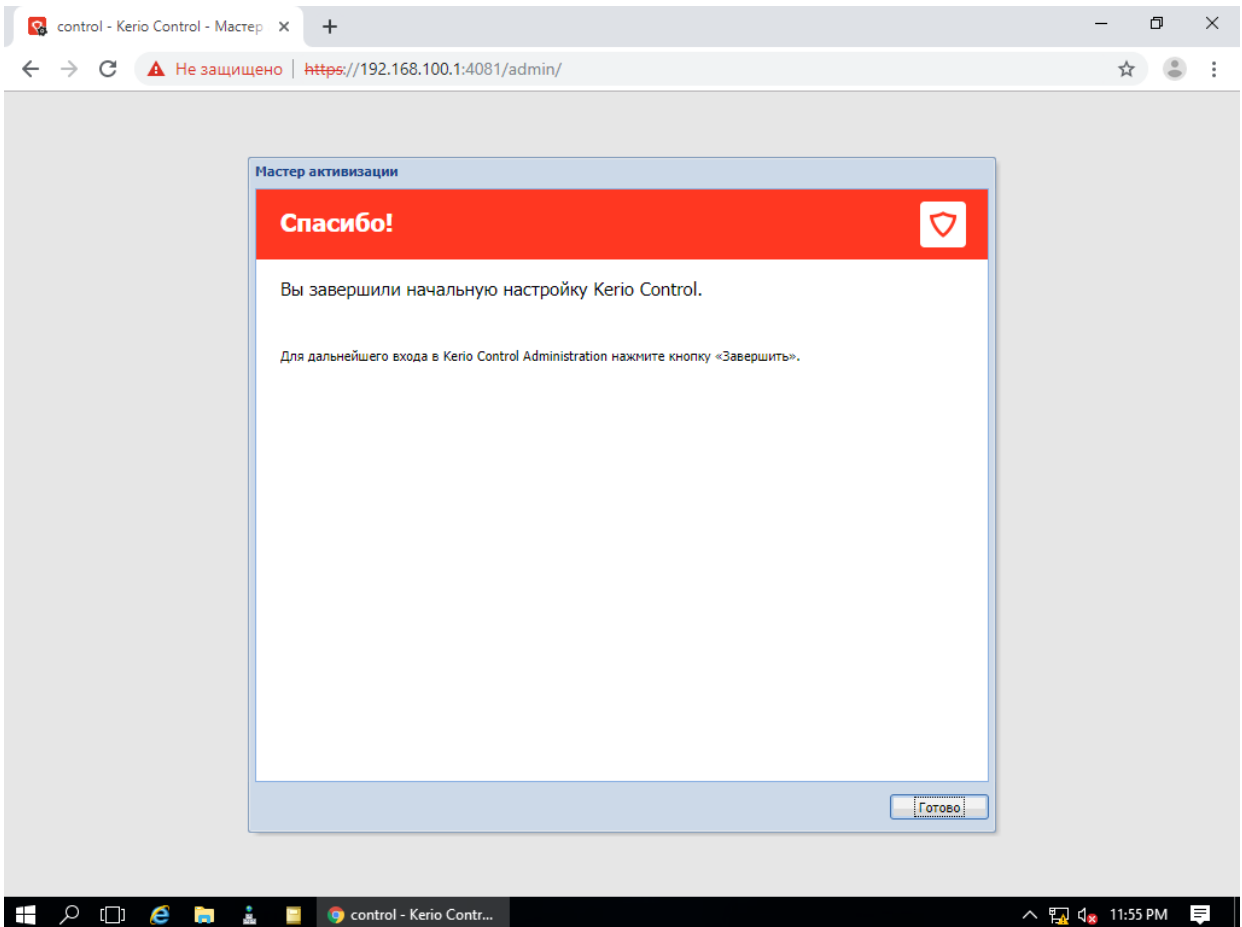 control - Kerio Control - Мастер
Не защищено | https://192.168.100.1:4081/admin/
Мастер активизации
Спасибо!
Вы завершили начальную настройку Kerio Control.
Для дальнейшего входа в Kerio Control Administration нажмите кнопку «Завершить».
Готово
control - Kerio Contr...
11:55 PM